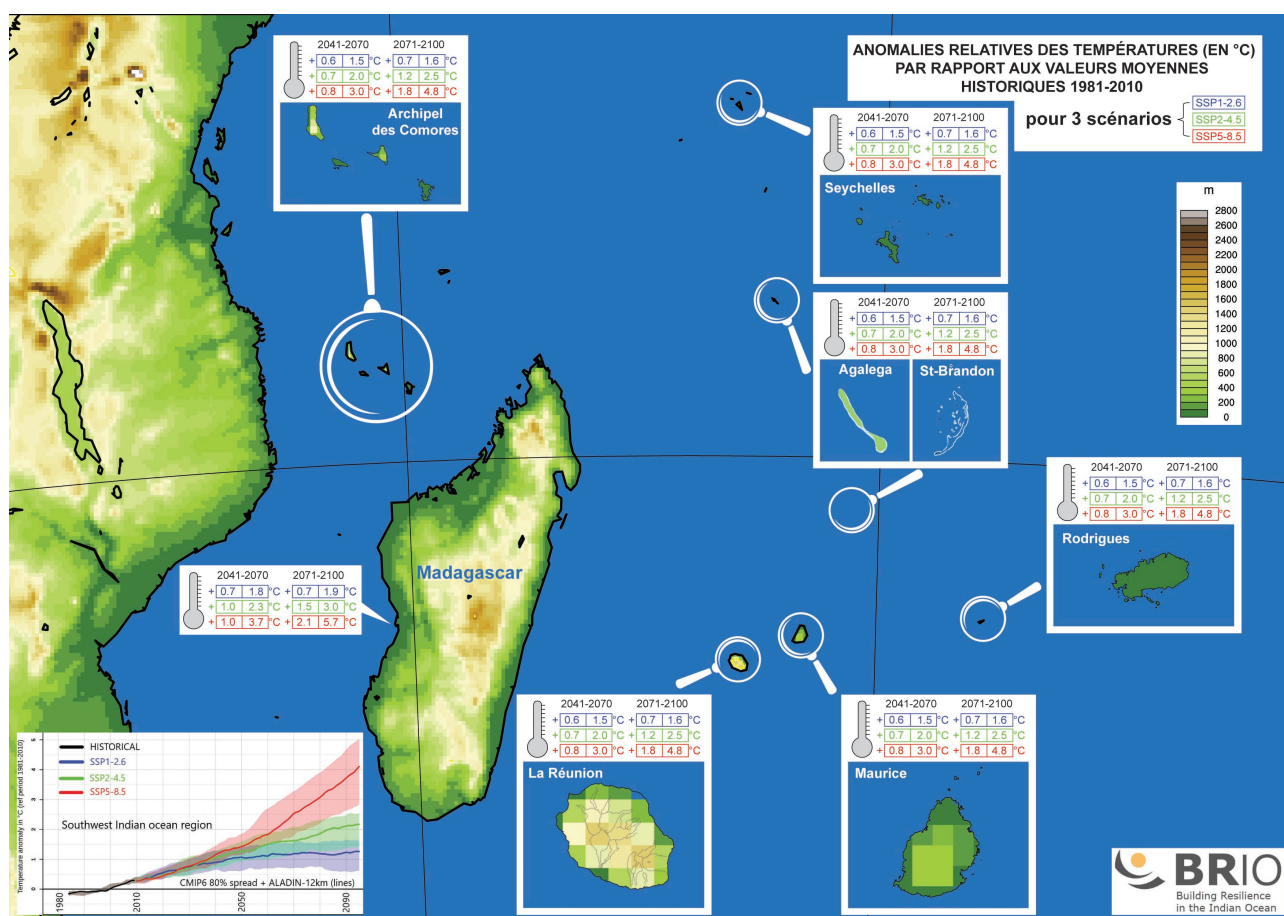 ANOMALIES RELATIVES DES TEMPÉRATURES (EN °C)
PAR RAPPORT AUX VALEURS MOYENNES
HISTORIQUES 1981-2010
pour 3 scénarios
SSP1-2.6
SSP2-4.5
SSP5-8.5
2041-2070 2071-2100
+ 0.6 1.5 °C + 0.7 1.6 °C
+ 0.7 2.0 °C + 1.2 2.5 °C
+ 0.8 3.0 °C + 1.8 4.8 °C
Archipel
des Comores
2041-2070 2071-2100
+ 0.6 1.5 °C + 0.7 1.6 °C
+ 0.7 2.0 °C + 1.2 2.5 °C
+ 0.8 3.0 °C + 1.8 4.8 °C
Seychelles
m
2800
2600
2400
2200
2000
1800
1600
1400
1200
1000
800
600
400
200
0
2041-2070 2071-2100
+ 0.6 1.5 °C + 0.7 1.6 °C
+ 0.7 2.0 °C + 1.2 2.5 °C
+ 0.8 3.0 °C + 1.8 4.8 °C
Agalega St-Brandon
2041-2070 2071-2100
+ 0.6 1.5 °C + 0.7 1.6 °C
+ 0.7 2.0 °C + 1.2 2.5 °C
+ 0.8 3.0 °C + 1.8 4.8 °C
Rodrigues
Madagascar
2041-2070 2071-2100
+ 0.7 1.8 °C + 0.7 1.9 °C
+ 1.0 2.3 °C + 1.5 3.0 °C
+ 1.0 3.7 °C + 2.1 5.7 °C
2041-2070 2071-2100
+ 0.6 1.5 °C + 0.7 1.6 °C
+ 0.7 2.0 °C + 1.2 2.5 °C
+ 0.8 3.0 °C + 1.8 4.8 °C
La Réunion
2041-2070 2071-2100
+ 0.6 1.5 °C + 0.7 1.6 °C
+ 0.7 2.0 °C + 1.2 2.5 °C
+ 0.8 3.0 °C + 1.8 4.8 °C
Maurice
Temperature anomaly in °C (ref period 1981-2010)
5
4
3
2
1
0
HISTORICAL
SSP1-2.6
SSP2-4.5
SSP5-8.5
Southwest Indian ocean region
CMIP6 80% spread + ALADIN-12km (lines)
1980 2010 2050 2090
BRIO
Building Resilience
in the Indian Ocean